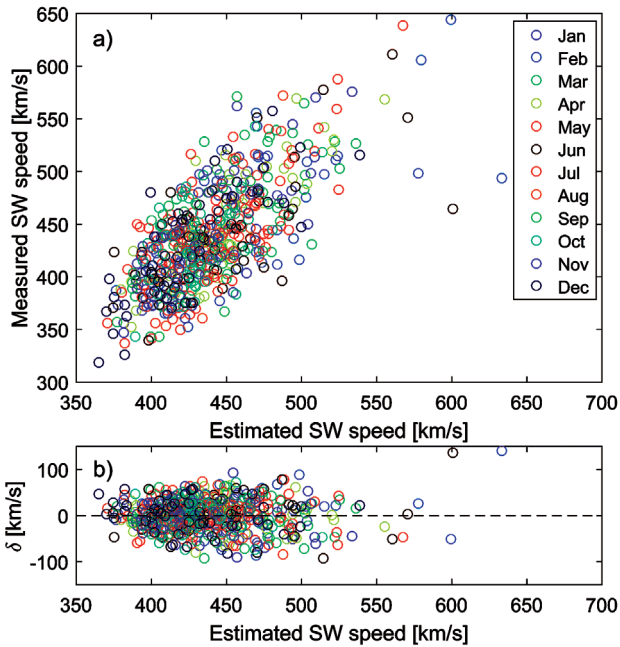 a)
Measured SW speed [km/s]
650
600
550
500
450
400
350
300
350 400 450 500 550 600 650 700
Estimated SW speed [km/s]
Jan
Feb
Mar
Apr
May
Jun
Jul
Aug
Sep
Oct
Nov
Dec
b)
δ [km/s]
100
0
-100
350 400 450 500 550 600 650 700
Estimated SW speed [km/s]